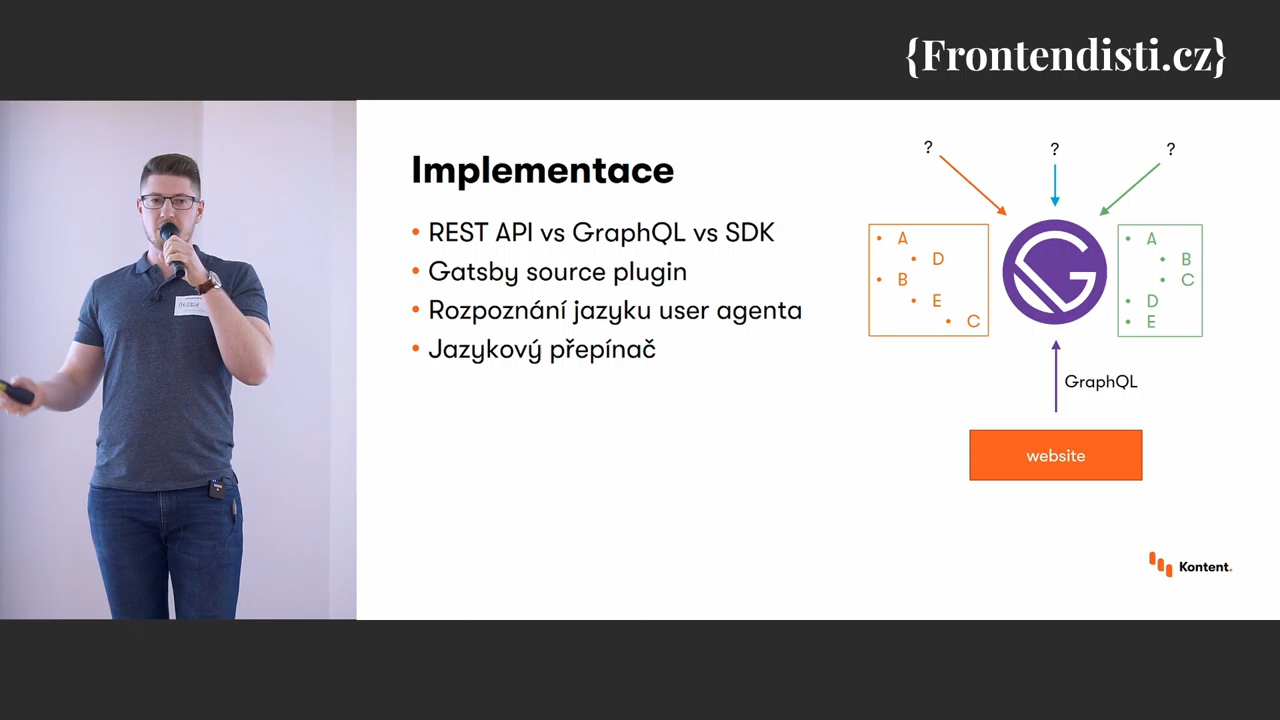 {Frontendisti.cz}
Implementace
• REST API vs GraphQL vs SDK
• Gatsby source plugin
• Rozpoznání jazyku user agenta
• Jazykový přepínač
? ? ?
• A
• D
• B
• E
• C
• A
• B
• C
• D
• E
GraphQL
website
Kontent.